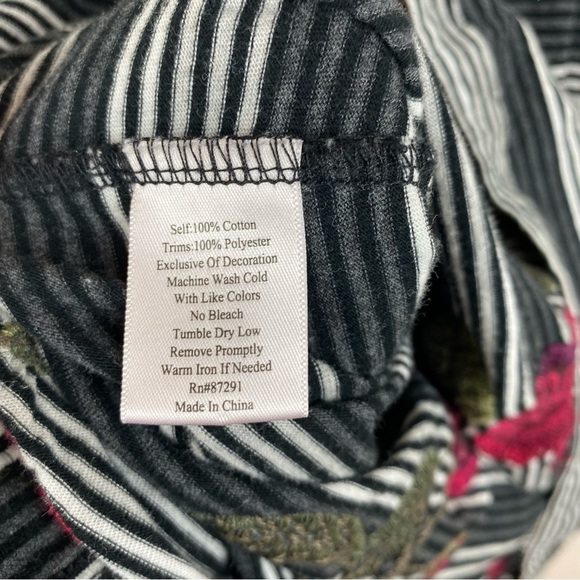 Self:100% Cotton
Trims:100% Polyester
Exclusive Of Decoration
Machine Wash Cold
With Like Colors
No Bleach
Tumble Dry Low
Remove Promptly
Warm Iron If Needed
Rn#87291
Made In China